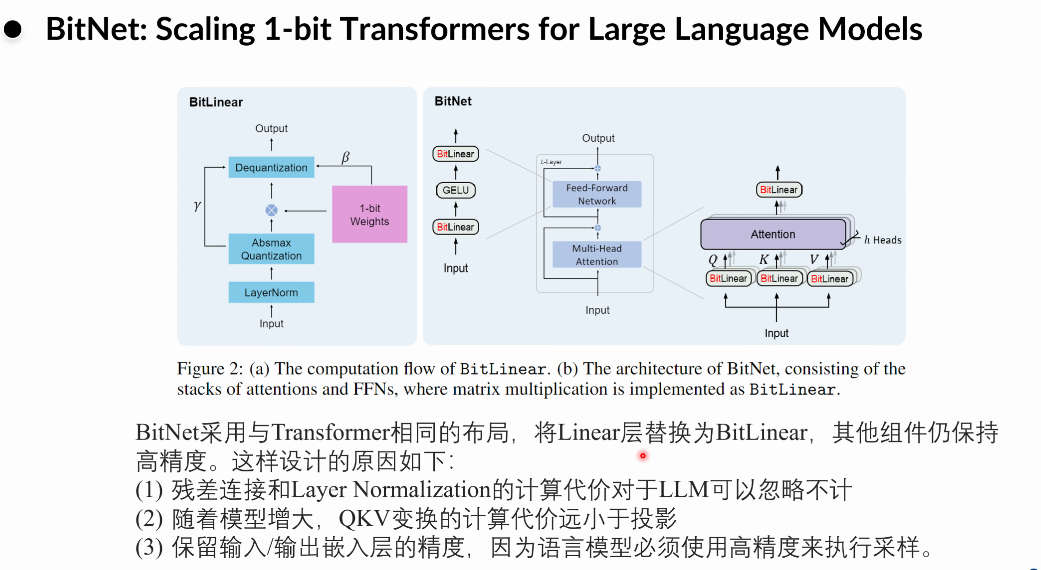 ● BitNet: Scaling 1-bit Transformers for Large Language Models
BitLinear
Output
Dequantization
β
γ
1-bit
Weights
Absmax
Quantization
LayerNorm
Input
BitNet
BitLinear
GELU
BitLinear
Input
Output
L-Layer
Feed-Forward
Network
Multi-Head
Attention
Input
BitLinear
Attention
h Heads
Q K V
BitLinear BitLinear BitLinear
Input
Figure 2: (a) The computation flow of BitLinear. (b) The architecture of BitNet, consisting of the
stacks of attentions and FFNs, where matrix multiplication is implemented as BitLinear.
BitNet采用与Transformer相同的布局，将Linear层替换为BitLinear，其他组件仍保持
高精度。这样设计的原因如下：
(1) 残差连接和Layer Normalization的计算代价对于LLM可以忽略不计
(2) 随着模型增大，QKV变换的计算代价远小于投影
(3) 保留输入/输出嵌入层的精度，因为语言模型必须使用高精度来执行采样。